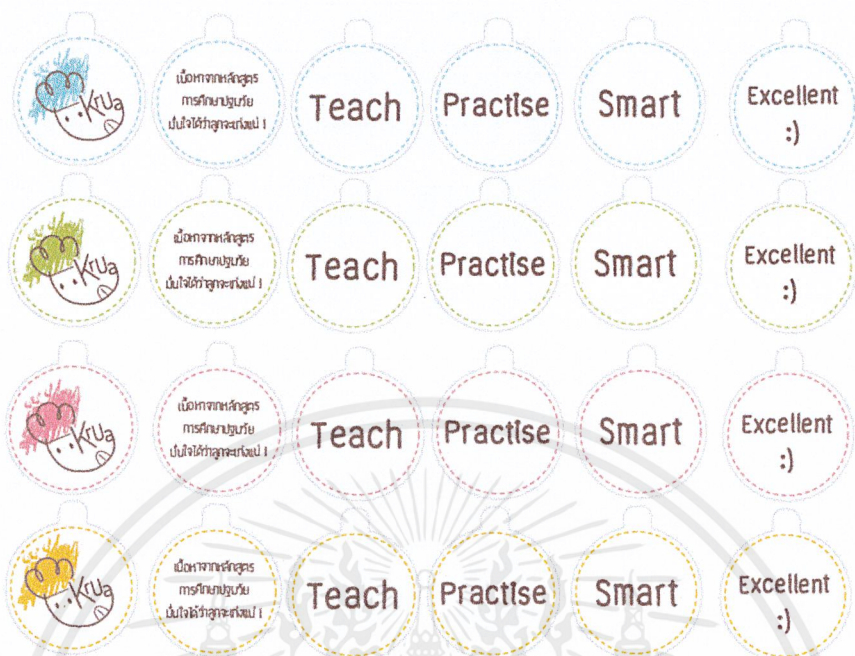 Krua
เนื้อหาจากหลักสูตร
การศึกษาปฐมวัย
มั่นใจได้ว่าลูกจะเก่งแน่ !
Teach
Practise
Smart
Excellent
:)
Krua
เนื้อหาจากหลักสูตร
การศึกษาปฐมวัย
มั่นใจได้ว่าลูกจะเก่งแน่ !
Teach
Practise
Smart
Excellent
:)
Krua
เนื้อหาจากหลักสูตร
การศึกษาปฐมวัย
มั่นใจได้ว่าลูกจะเก่งแน่ !
Teach
Practise
Smart
Excellent
:)
Krua
เนื้อหาจากหลักสูตร
การศึกษาปฐมวัย
มั่นใจได้ว่าลูกจะเก่งแน่ !
Teach
Practise
Smart
Excellent
:)